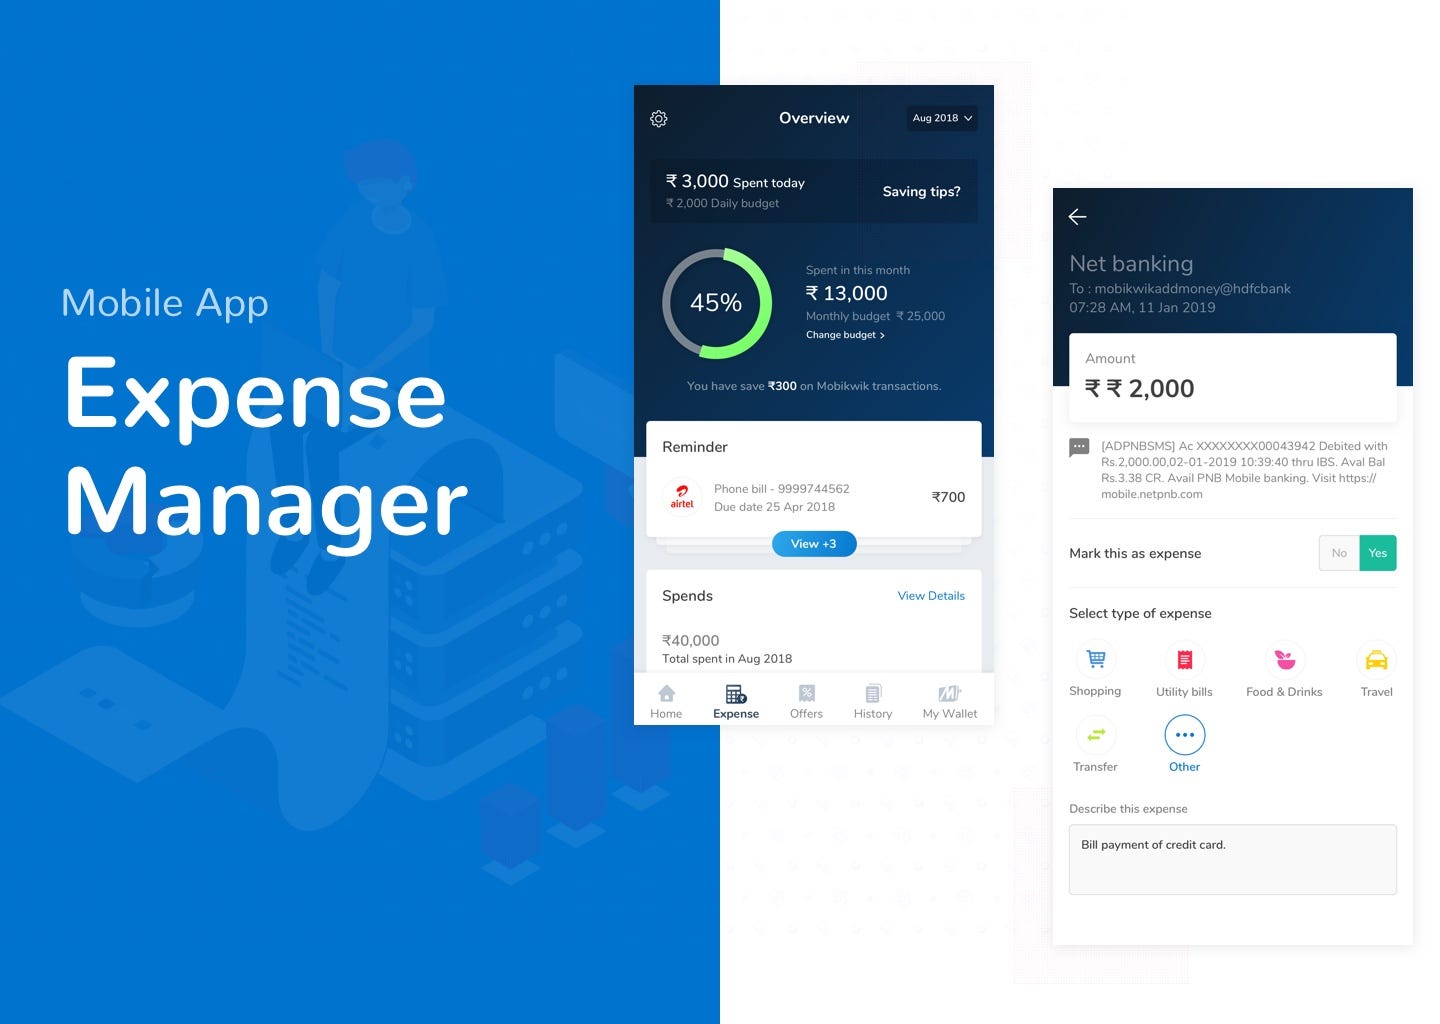 Mobile App
Expense
Manager
Overview
Aug 2018
₹ 3,000 Spent today
₹ 2,000 Daily budget
Saving tips?
45%
Spent in this month
₹ 13,000
Monthly budget ₹ 25,000
Change budget >
You have save ₹300 on Mobikwik transactions.
Reminder
airtel
Phone bill - 9999744562
Due date 25 Apr 2018
₹700
View +3
Spends
View Details
₹40,000
Total spent in Aug 2018
Home
Expense
Offers
History
My Wallet
Net banking
To : mobikwikaddmoney@hdfcbank
07:28 AM, 11 Jan 2019
Amount
₹ ₹ 2,000
[ADPNBSMS] Ac XXXXXXXX00043942 Debited with
Rs.2,000.00,02-01-2019 10:39:40 thru IBS. Aval Bal
Rs.3.38 CR. Avail PNB Mobile banking. Visit https://
mobile.netpnb.com
Mark this as expense
No
Yes
Select type of expense
Shopping
Utility bills
Food & Drinks
Travel
Transfer
Other
Describe this expense
Bill payment of credit card.